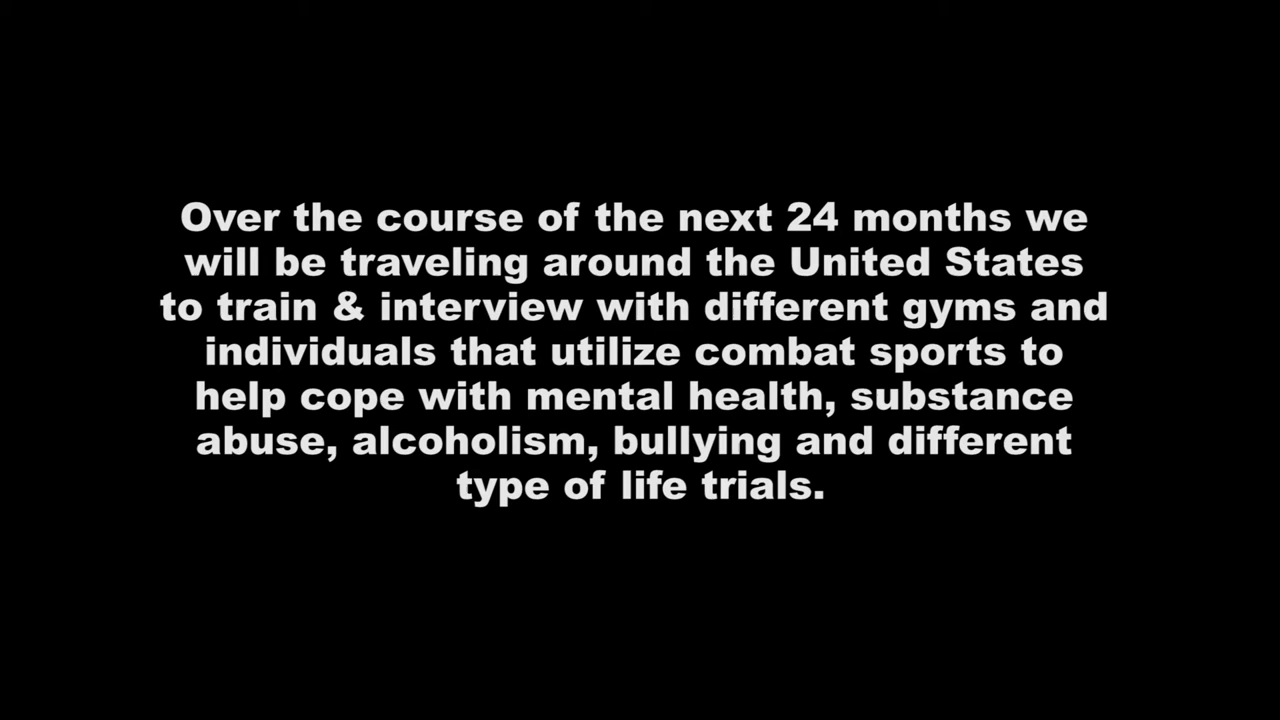 Over the course of the next 24 months we
will be traveling around the United States
to train & interview with different gyms and
individuals that utilize combat sports to
help cope with mental health, substance
abuse, alcoholism, bullying and different
type of life trials.